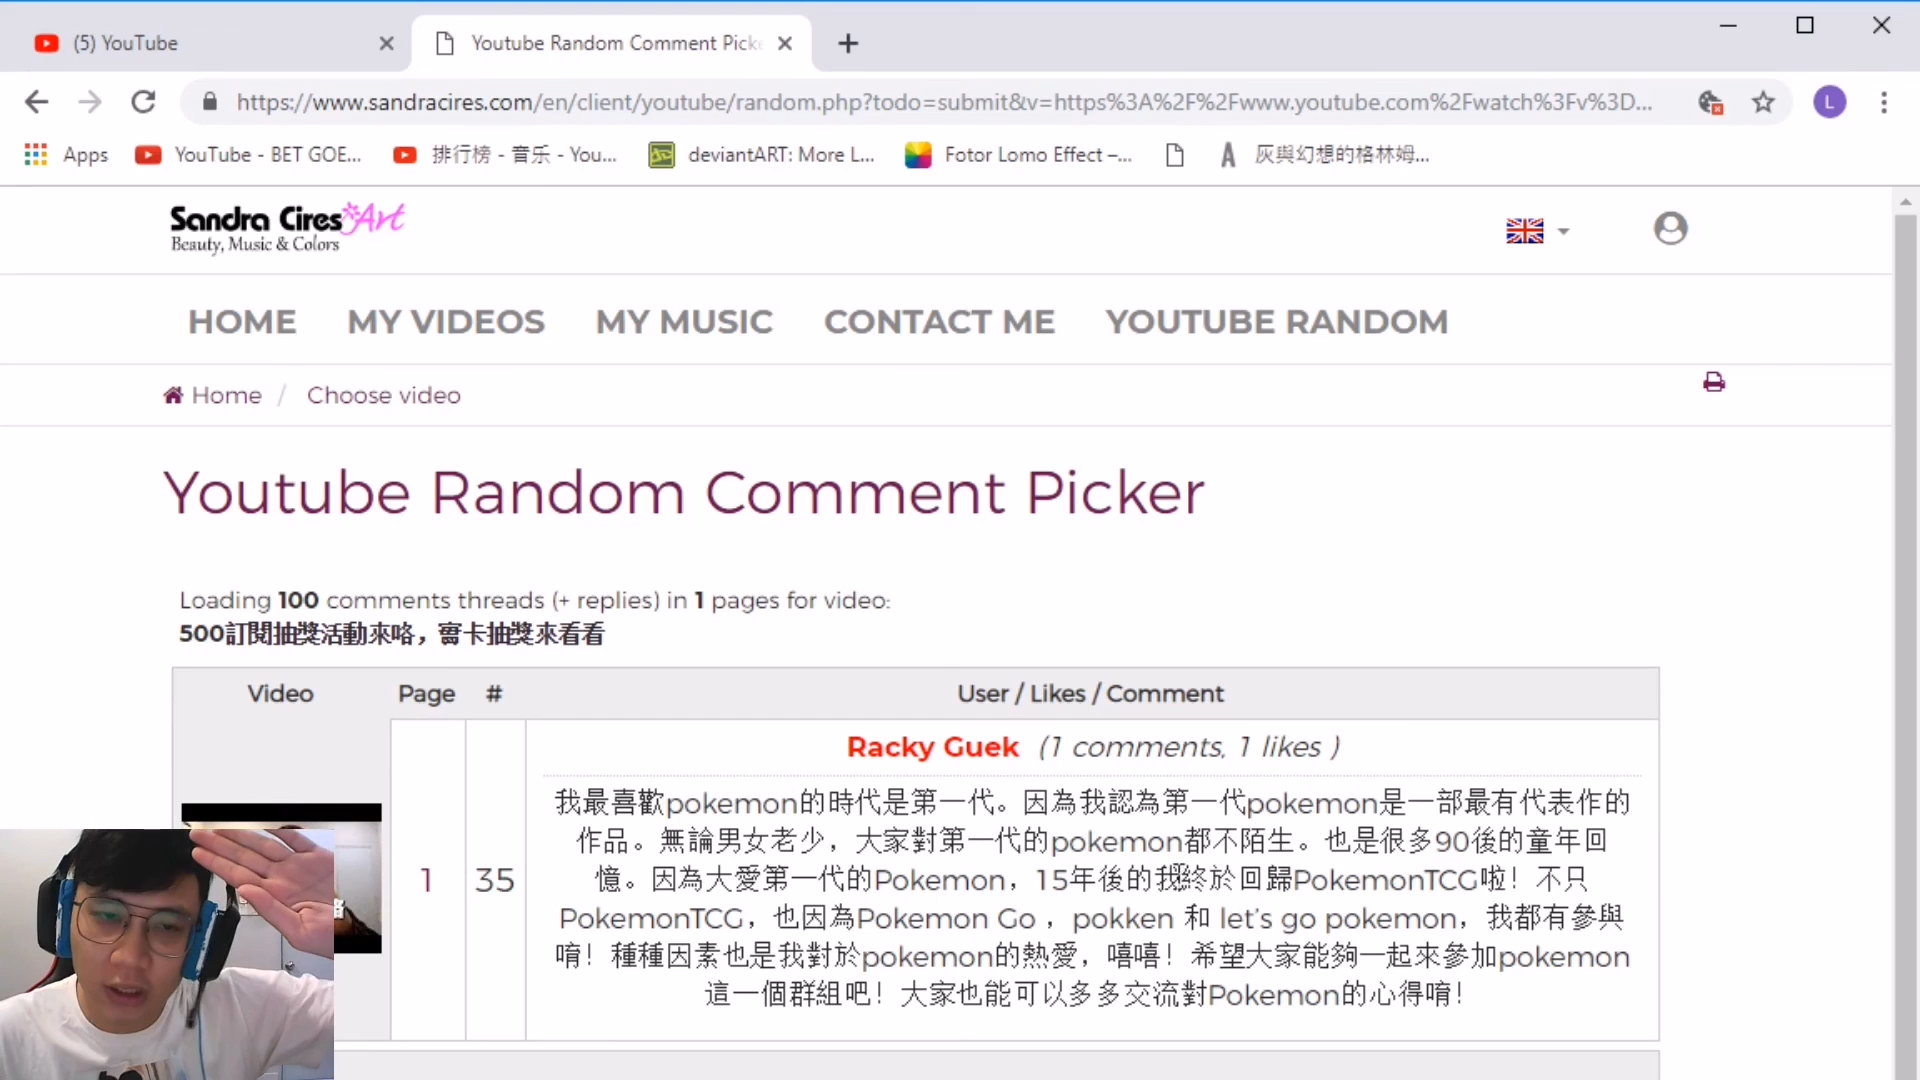 (5) YouTube
Youtube Random Comment Pick
https://www.sandracires.com/en/client/youtube/random.php?todo=submit&v=https%3A%2F%2Fwww.youtube.com%2Fwatch%3Fv%3D...
L
Apps
YouTube - BET GOE...
排行榜 - 音乐 - You...
deviantART: More L...
Fotor Lomo Effect –...
灰與幻想的格林姆...
Sandra Cires Art
Beauty, Music & Colors
HOME
MY VIDEOS
MY MUSIC
CONTACT ME
YOUTUBE RANDOM
Home / Choose video
Youtube Random Comment Picker
Loading 100 comments threads (+ replies) in 1 pages for video:
500訂閱抽獎活動來咯，窨卡抽獎來看看
Video
Page
#
User / Likes / Comment
Racky Guek (1 comments, 1 likes )
1
35
我最喜歡pokemon的時代是第一代。因為我認為第一代pokemon是一部最有代表作的
作品。無論男女老少，大家對第一代的pokemon都不陌生。也是很多90後的童年回
憶。因為大愛第一代的Pokemon，15年後的我終於回歸PokemonTCG啦！不只
PokemonTCG，也因為Pokemon Go ，pokken 和 let's go pokemon，我都有參與
唷！種種因素也是我對於pokemon的熱愛，嘻嘻！希望大家能夠一起來參加pokemon
這一個群組吧！大家也能可以多多交流對Pokemon的心得唷！